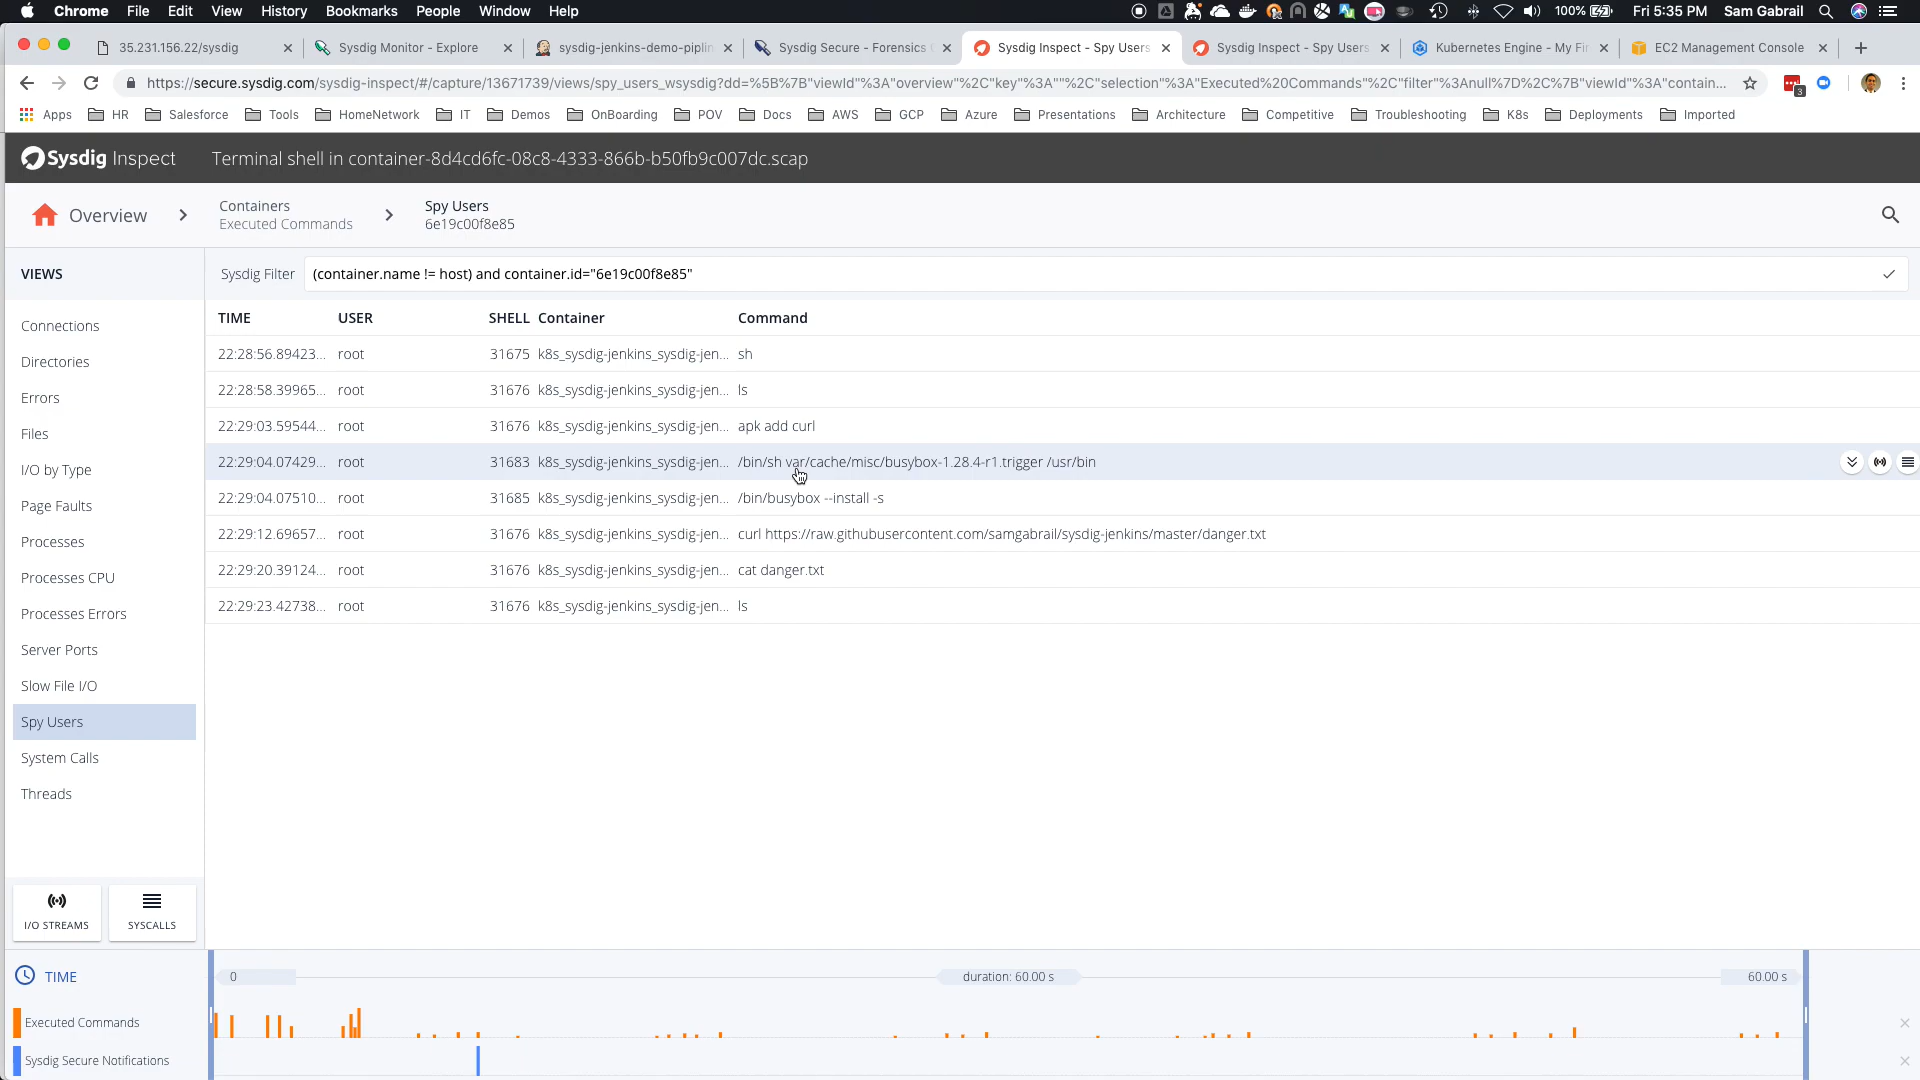 Chrome File Edit View History Bookmarks People Window Help 100% Fri 5:35 PM Sam Gabrail
35.231.156.22/sysdig Sysdig Monitor - Explore sysdig-jenkins-demo-piplin Sysdig Secure - Forensics Sysdig Inspect - Spy Users Sysdig Inspect - Spy Users Kubernetes Engine - My Fir EC2 Management Console
https://secure.sysdig.com/sysdig-inspect/#/capture/13671739/views/spy_users_wsysdig?dd=%5B%7B"viewId"%3A"overview"%2C"key"%3A""%2C"selection"%3A"Executed%20Commands"%2C"filter"%3Anull%7D%2C%7B"viewId"%3A"contain... 3
Apps HR Salesforce Tools HomeNetwork IT Demos OnBoarding POV Docs AWS GCP Azure Presentations Architecture Competitive Troubleshooting K8s Deployments Imported
Sysdig Inspect Terminal shell in container-8d4cd6fc-08c8-4333-866b-b50fb9c007dc.scap
Overview
Containers
Executed Commands
Spy Users
6e19c00f8e85
VIEWS
Connections
Directories
Errors
Files
I/O by Type
Page Faults
Processes
Processes CPU
Processes Errors
Server Ports
Slow File I/O
Spy Users
System Calls
Threads
I/O STREAMS
SYSCALLS
Sysdig Filter (container.name != host) and container.id="6e19c00f8e85"
TIME USER SHELL Container Command
22:28:56.89423... root 31675 k8s_sysdig-jenkins_sysdig-jen... sh
22:28:58.39965... root 31676 k8s_sysdig-jenkins_sysdig-jen... ls
22:29:03.59544... root 31676 k8s_sysdig-jenkins_sysdig-jen... apk add curl
22:29:04.07429... root 31683 k8s_sysdig-jenkins_sysdig-jen... /bin/sh var/cache/misc/busybox-1.28.4-r1.trigger /usr/bin
22:29:04.07510... root 31685 k8s_sysdig-jenkins_sysdig-jen... /bin/busybox --install -s
22:29:12.69657... root 31676 k8s_sysdig-jenkins_sysdig-jen... curl https://raw.githubusercontent.com/samgabrail/sysdig-jenkins/master/danger.txt
22:29:20.39124... root 31676 k8s_sysdig-jenkins_sysdig-jen... cat danger.txt
22:29:23.42738... root 31676 k8s_sysdig-jenkins_sysdig-jen... ls
TIME 0 duration: 60.00 s 60.00 s
Executed Commands
Sysdig Secure Notifications